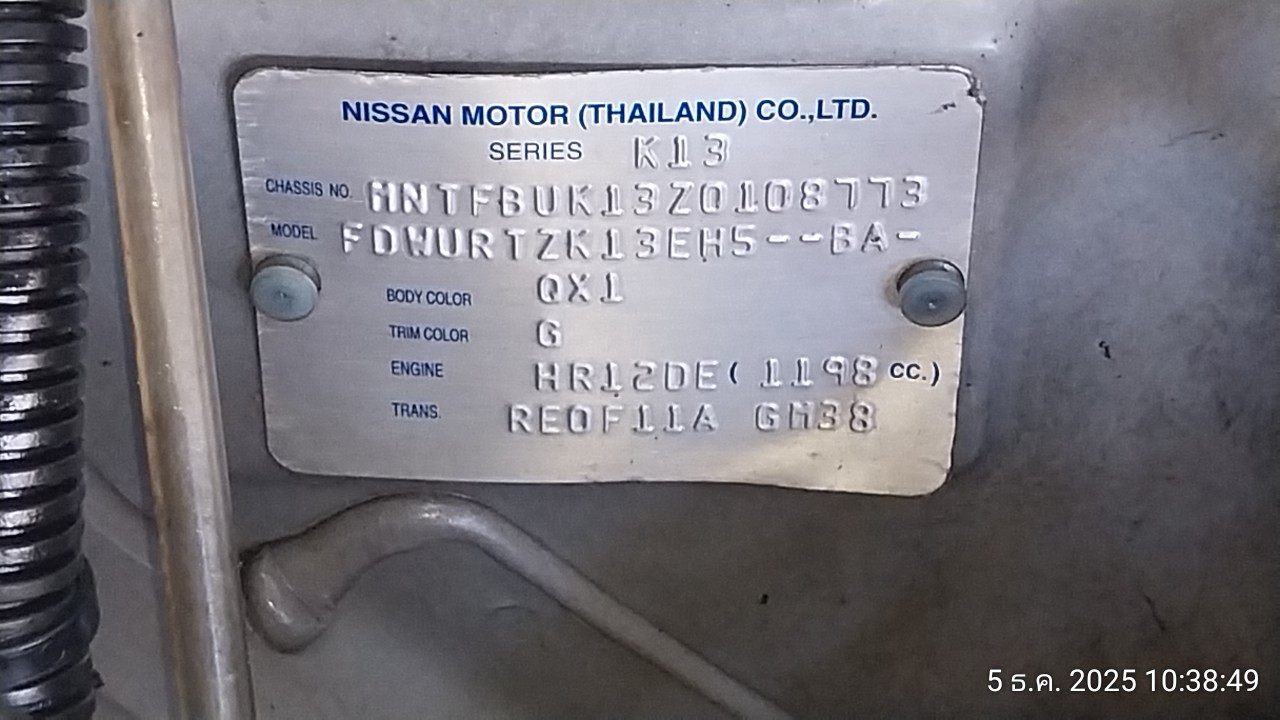 NISSAN MOTOR (THAILAND) CO.,LTD.
SERIES K13
CHASSIS NO. MNTFBUK13Z0108773
MODEL FDWURTZK13EH5--BA-
BODY COLOR QX1
TRIM COLOR G
ENGINE HR12DE ( 1198 CC.)
TRANS. RE0F11A GM38
5 ธ.ค. 2025 10:38:49